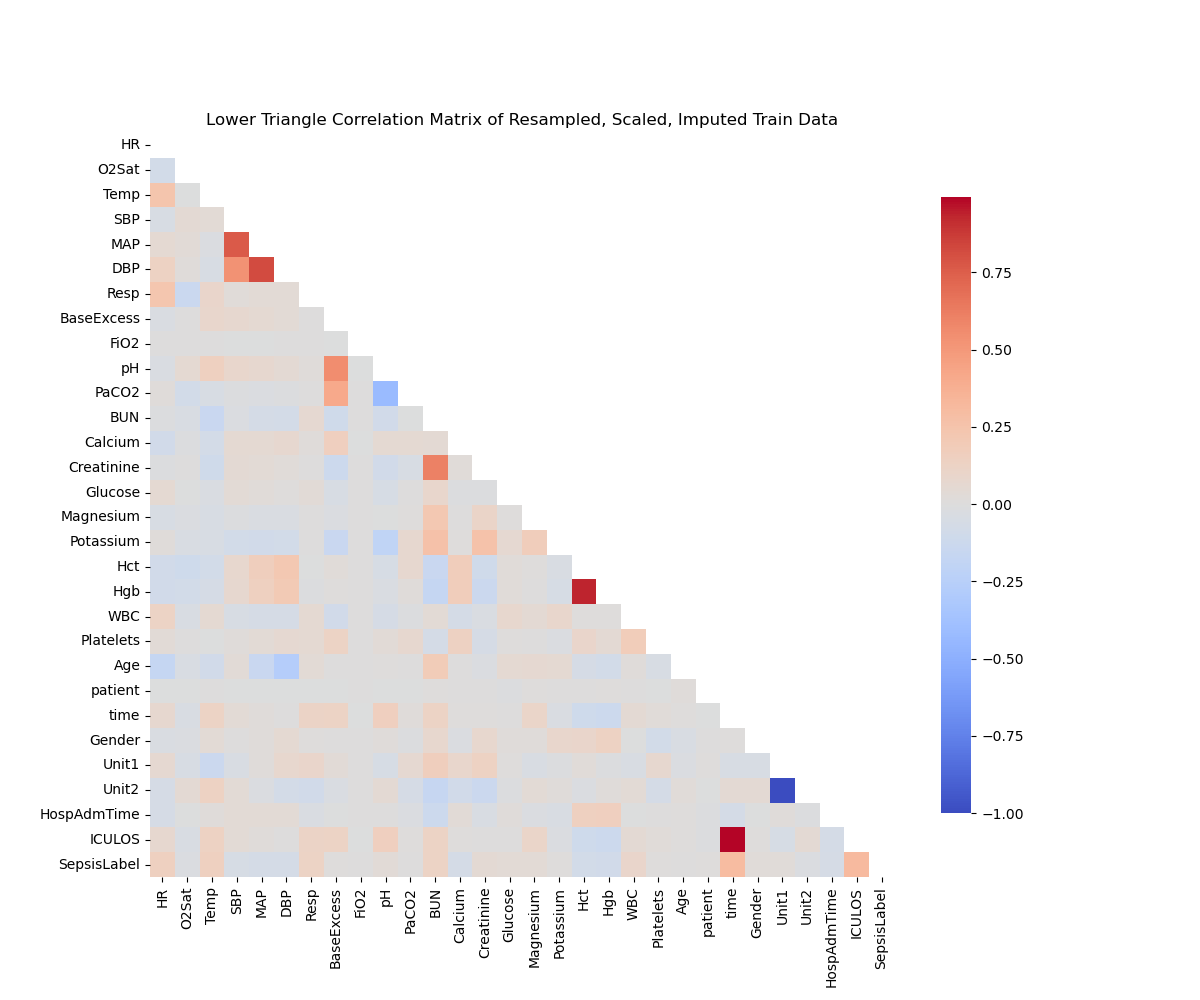 Lower Triangle Correlation Matrix of Resampled, Scaled, Imputed Train Data
HR
O2Sat
Temp
SBP
MAP
DBP
Resp
BaseExcess
FiO2
pH
PaCO2
BUN
Calcium
Creatinine
Glucose
Magnesium
Potassium
Hct
Hgb
WBC
Platelets
Age
patient
time
Gender
Unit1
Unit2
HospAdmTime
ICULOS
SepsisLabel
HR
O2Sat
Temp
SBP
MAP
DBP
Resp
BaseExcess
FiO2
pH
PaCO2
BUN
Calcium
Creatinine
Glucose
Magnesium
Potassium
Hct
Hgb
WBC
Platelets
Age
patient
time
Gender
Unit1
Unit2
HospAdmTime
ICULOS
SepsisLabel
0.75
0.50
0.25
0.00
−0.25
−0.50
−0.75
−1.00